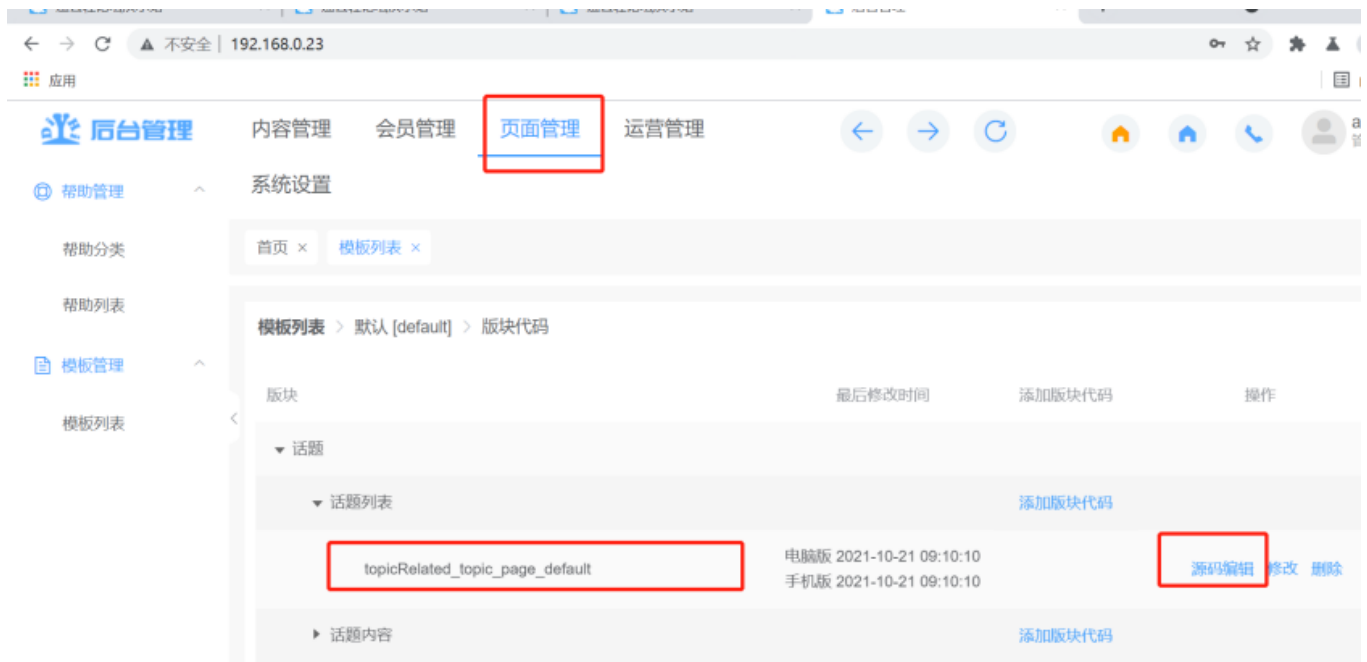 不安全 192.168.0.23
应用
后台管理 内容管理 会员管理 页面管理 运营管理
系统设置
帮助管理
帮助分类
帮助列表
模板管理
模板列表
首页 × 模板列表 ×
模板列表 > 默认 [default] > 版块代码
版块 最后修改时间 添加版块代码 操作
话题
话题列表 添加版块代码
topicRelated_topic_page_default 电脑版 2021-10-21 09:10:10 源码编辑 修改 删除
手机版 2021-10-21 09:10:10
话题内容 添加版块代码